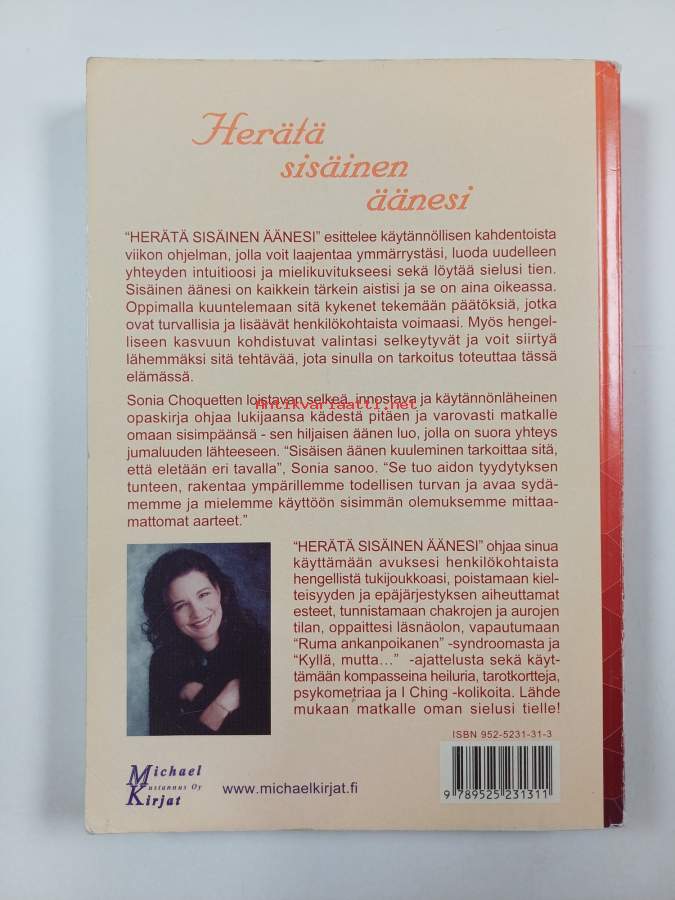 Herätä
sisäinen
äänesi
“HERÄTÄ SISÄINEN ÄÄNESI” esittelee käytännöllisen kahdentoista
viikon ohjelman, jolla voit laajentaa ymmärrystäsi, luoda uudelleen
yhteyden intuitioosi ja mielikuvitukseesi sekä löytää sielusi tien.
Sisäinen äänesi on kaikkein tärkein aistisi ja se on aina oikeassa.
Oppimalla kuuntelemaan sitä kykenet tekemään päätöksiä, jotka
ovat turvallisia ja lisäävät henkilökohtaista voimaasi. Myös hengel-
liseen kasvuun kohdistuvat valintasi selkeytyvät ja voit siirtyä
lähemmäksi sitä tehtävää, jota sinulla on tarkoitus toteuttaa tässä
elämässä.
Sonia Choquetten loistavan selkeä, innostava ja käytännönläheinen
Antikvariaatti.net
opaskirja ohjaa lukijaansa kädestä pitäen ja varovasti matkalle
omaan sisimpäänsä - sen hiljaisen äänen luo, jolla on suora yhteys
jumaluuden lähteeseen. “Sisäisen äänen kuuleminen tarkoittaa sitä,
että eletään eri tavalla”, Sonia sanoo. “Se tuo aidon tyydytyksen
tunteen, rakentaa ympärillemme todellisen turvan ja avaa sydä-
memme ja mielemme käyttöön sisimmän olemuksemme mittaa-
mattomat aarteet.”
“HERÄTÄ SISÄINEN ÄÄNESI” ohjaa sinua
käyttämään avuksesi henkilökohtaista
hengellistä tukijoukkoasi, poistamaan kiel-
teisyyden ja epäjärjestyksen aiheuttamat
esteet, tunnistamaan chakrojen ja aurojen
tilan, oppaittesi läsnäolon, vapautumaan
“Ruma ankanpoikanen” -syndroomasta ja
“Kyllä, mutta...” -ajattelusta sekä käyt-
tämään kompasseina heiluria, tarotkortteja,
psykometriaa ja I Ching -kolikoita. Lähde
mukaan matkalle oman sielusi tielle!
ISBN 952-5231-31-3
9 789525 231311
Michael
Kustannus Oy
Kirjat
www.michaelkirjat.fi